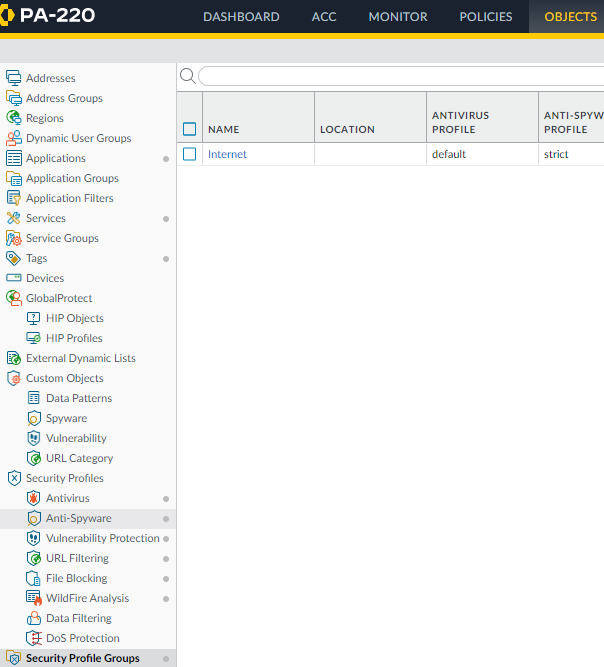 PA-220 DASHBOARD ACC MONITOR POLICIES OBJECTS
Addresses
Address Groups
Regions
Dynamic User Groups
Applications
Application Groups
Application Filters
Services
Service Groups
Tags
Devices
GlobalProtect
HIP Objects
HIP Profiles
External Dynamic Lists
Custom Objects
Data Patterns
Spyware
Vulnerability
URL Category
Security Profiles
Antivirus
Anti-Spyware
Vulnerability Protection
URL Filtering
File Blocking
WildFire Analysis
Data Filtering
DoS Protection
Security Profile Groups
NAME
LOCATION
ANTIVIRUS
PROFILE
ANTI-SPYW
PROFILE
Internet
default
strict